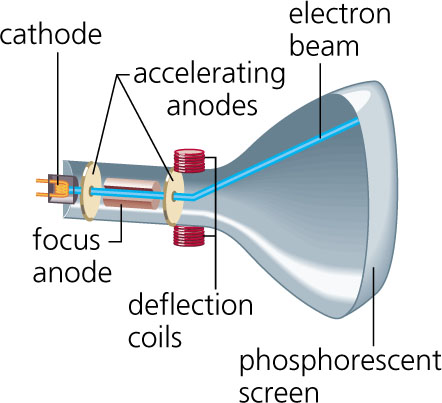 electron
beam
cathode
accelerating
anodes
focus
anode
deflection
coils
phosphorescent
screen